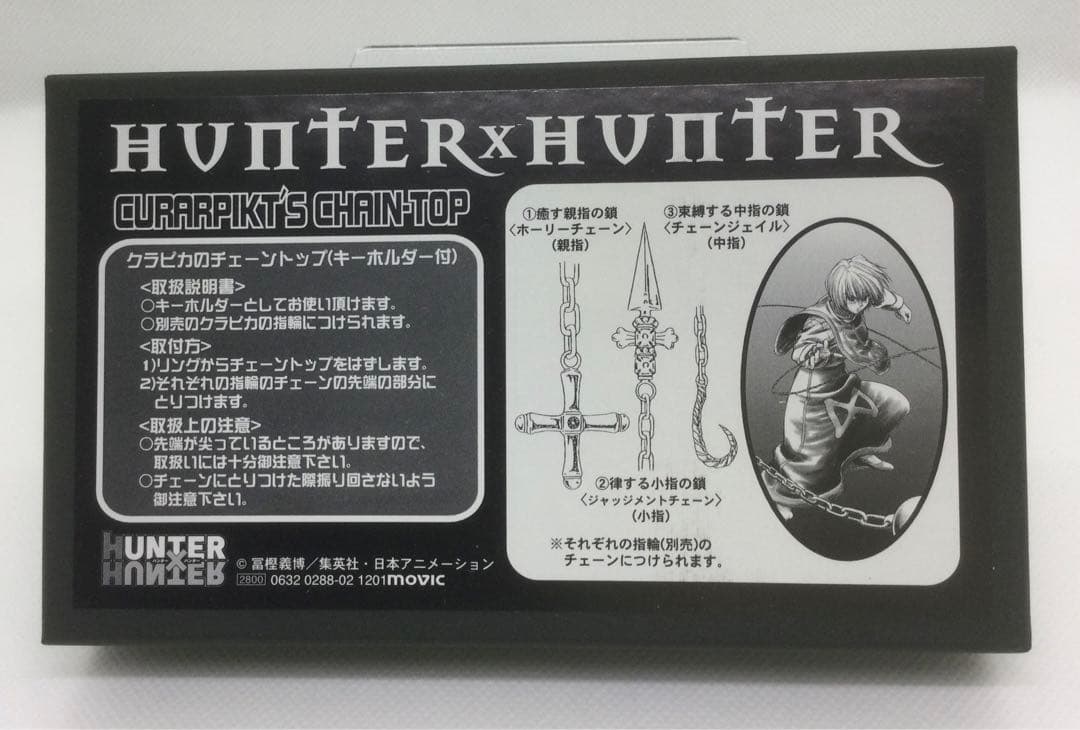 HUNTER×HUNTER
CURARPIKT'S CHAIN-TOP
クラピカのチェーントップ(キーホルダー付)
<取扱説明書>
○キーホルダーとしてお使い頂けます。
○別売のクラピカの指輪につけられます。
<取付方>
1)リングからチェーントップをはずします。
2)それぞれの指輪のチェーンの先端の部分に
とりつけます。
<取扱上の注意>
○先端が尖っているところがありますので、
取扱いには十分御注意下さい。
○チェーンにとりつけた際振り回さないよう
御注意下さい。
①癒す親指の鎖
〈ホーリーチェーン〉
(親指)
③束縛する中指の鎖
〈チェーンジェイル〉
(中指)
②律する小指の鎖
〈ジャッジメントチェーン〉
(小指)
※それぞれの指輪(別売)の
チェーンにつけられます。
HUNTER
×
ハンター ハンター
HUNTER
© 冨樫義博／集英社・日本アニメーション
2800 0632 0288-02 1201 movic